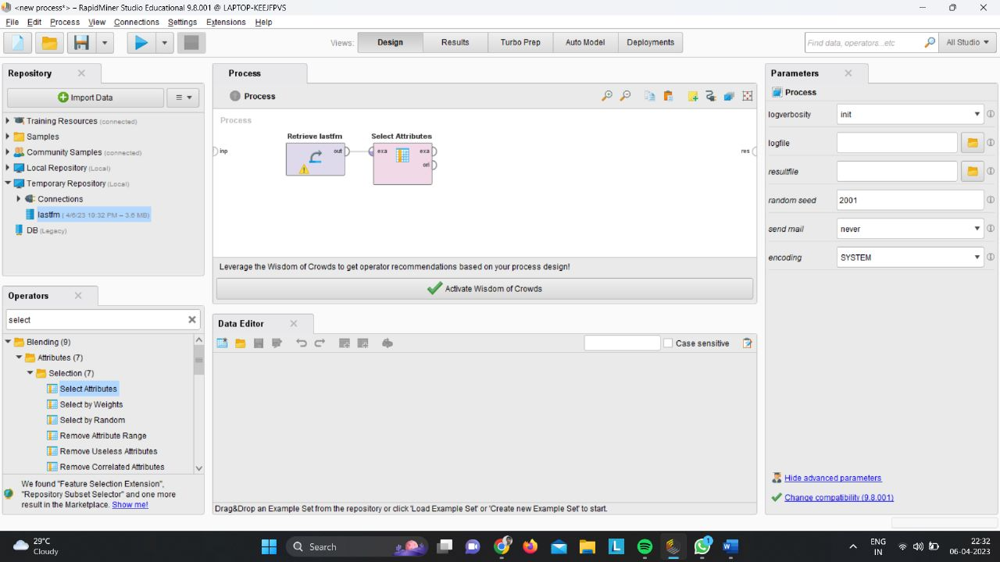 <new process*> – RapidMiner Studio Educational 9.8.001 @ LAPTOP-KEEJFPVS
File Edit Process View Connections Settings Extensions Help
Views: Design Results Turbo Prep Auto Model Deployments Find data, operators...etc All Studio
Repository
Import Data
Training Resources (connected)
Samples
Community Samples (connected)
Local Repository (Local)
Temporary Repository (Local)
Connections
lastfm ( 4/6/23 10:32 PM – 3.6 MB)
DB (Legacy)
Operators
select
Blending (9)
Attributes (7)
Selection (7)
Select Attributes
Select by Weights
Select by Random
Remove Attribute Range
Remove Useless Attributes
Remove Correlated Attributes
We found "Feature Selection Extension",
"Repository Subset Selector" and one more
result in the Marketplace. Show me!
Process
Process
Process
Retrieve lastfm Select Attributes
inp out exa exa res
ori
Leverage the Wisdom of Crowds to get operator recommendations based on your process design!
Activate Wisdom of Crowds
Data Editor
Case sensitive
Drag&Drop an Example Set from the repository or click 'Load Example Set' or 'Create new Example Set' to start.
Parameters
Process
logverbosity init
logfile
resultfile
random seed 2001
send mail never
encoding SYSTEM
Hide advanced parameters
Change compatibility (9.8.001)
29°C
Cloudy
Search
L
1
ENG
IN
22:32
06-04-2023